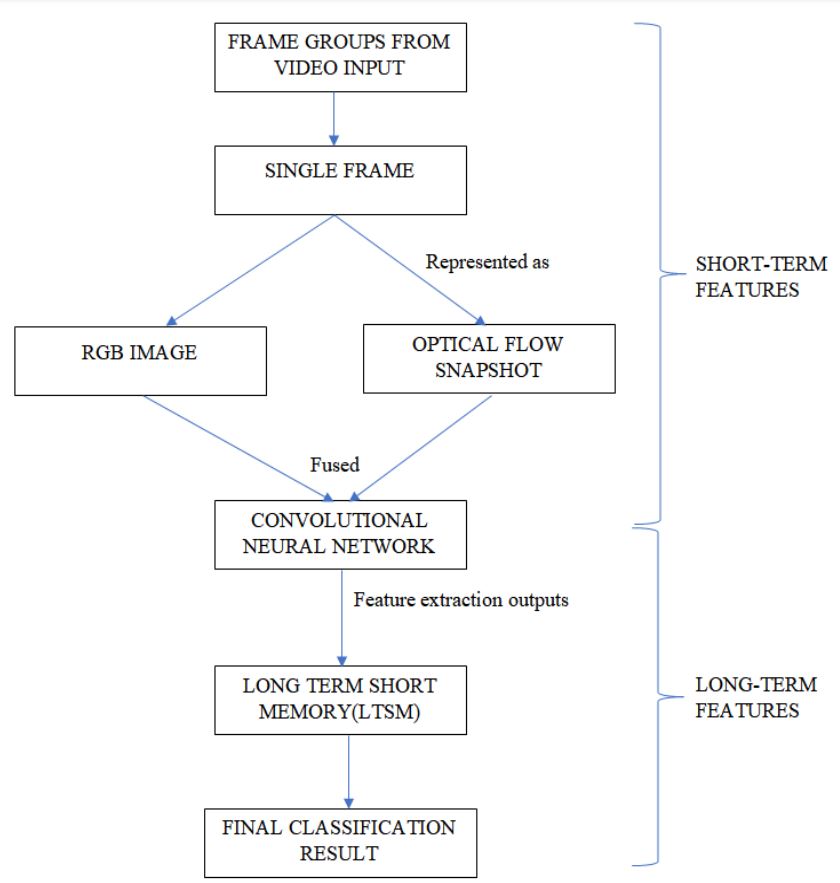 FRAME GROUPS FROM
VIDEO INPUT
SINGLE FRAME
Represented as
SHORT-TERM
FEATURES
RGB IMAGE
OPTICAL FLOW
SNAPSHOT
Fused
CONVOLUTIONAL
NEURAL NETWORK
Feature extraction outputs
LONG TERM SHORT
MEMORY(LTSM)
LONG-TERM
FEATURES
FINAL CLASSIFICATION
RESULT